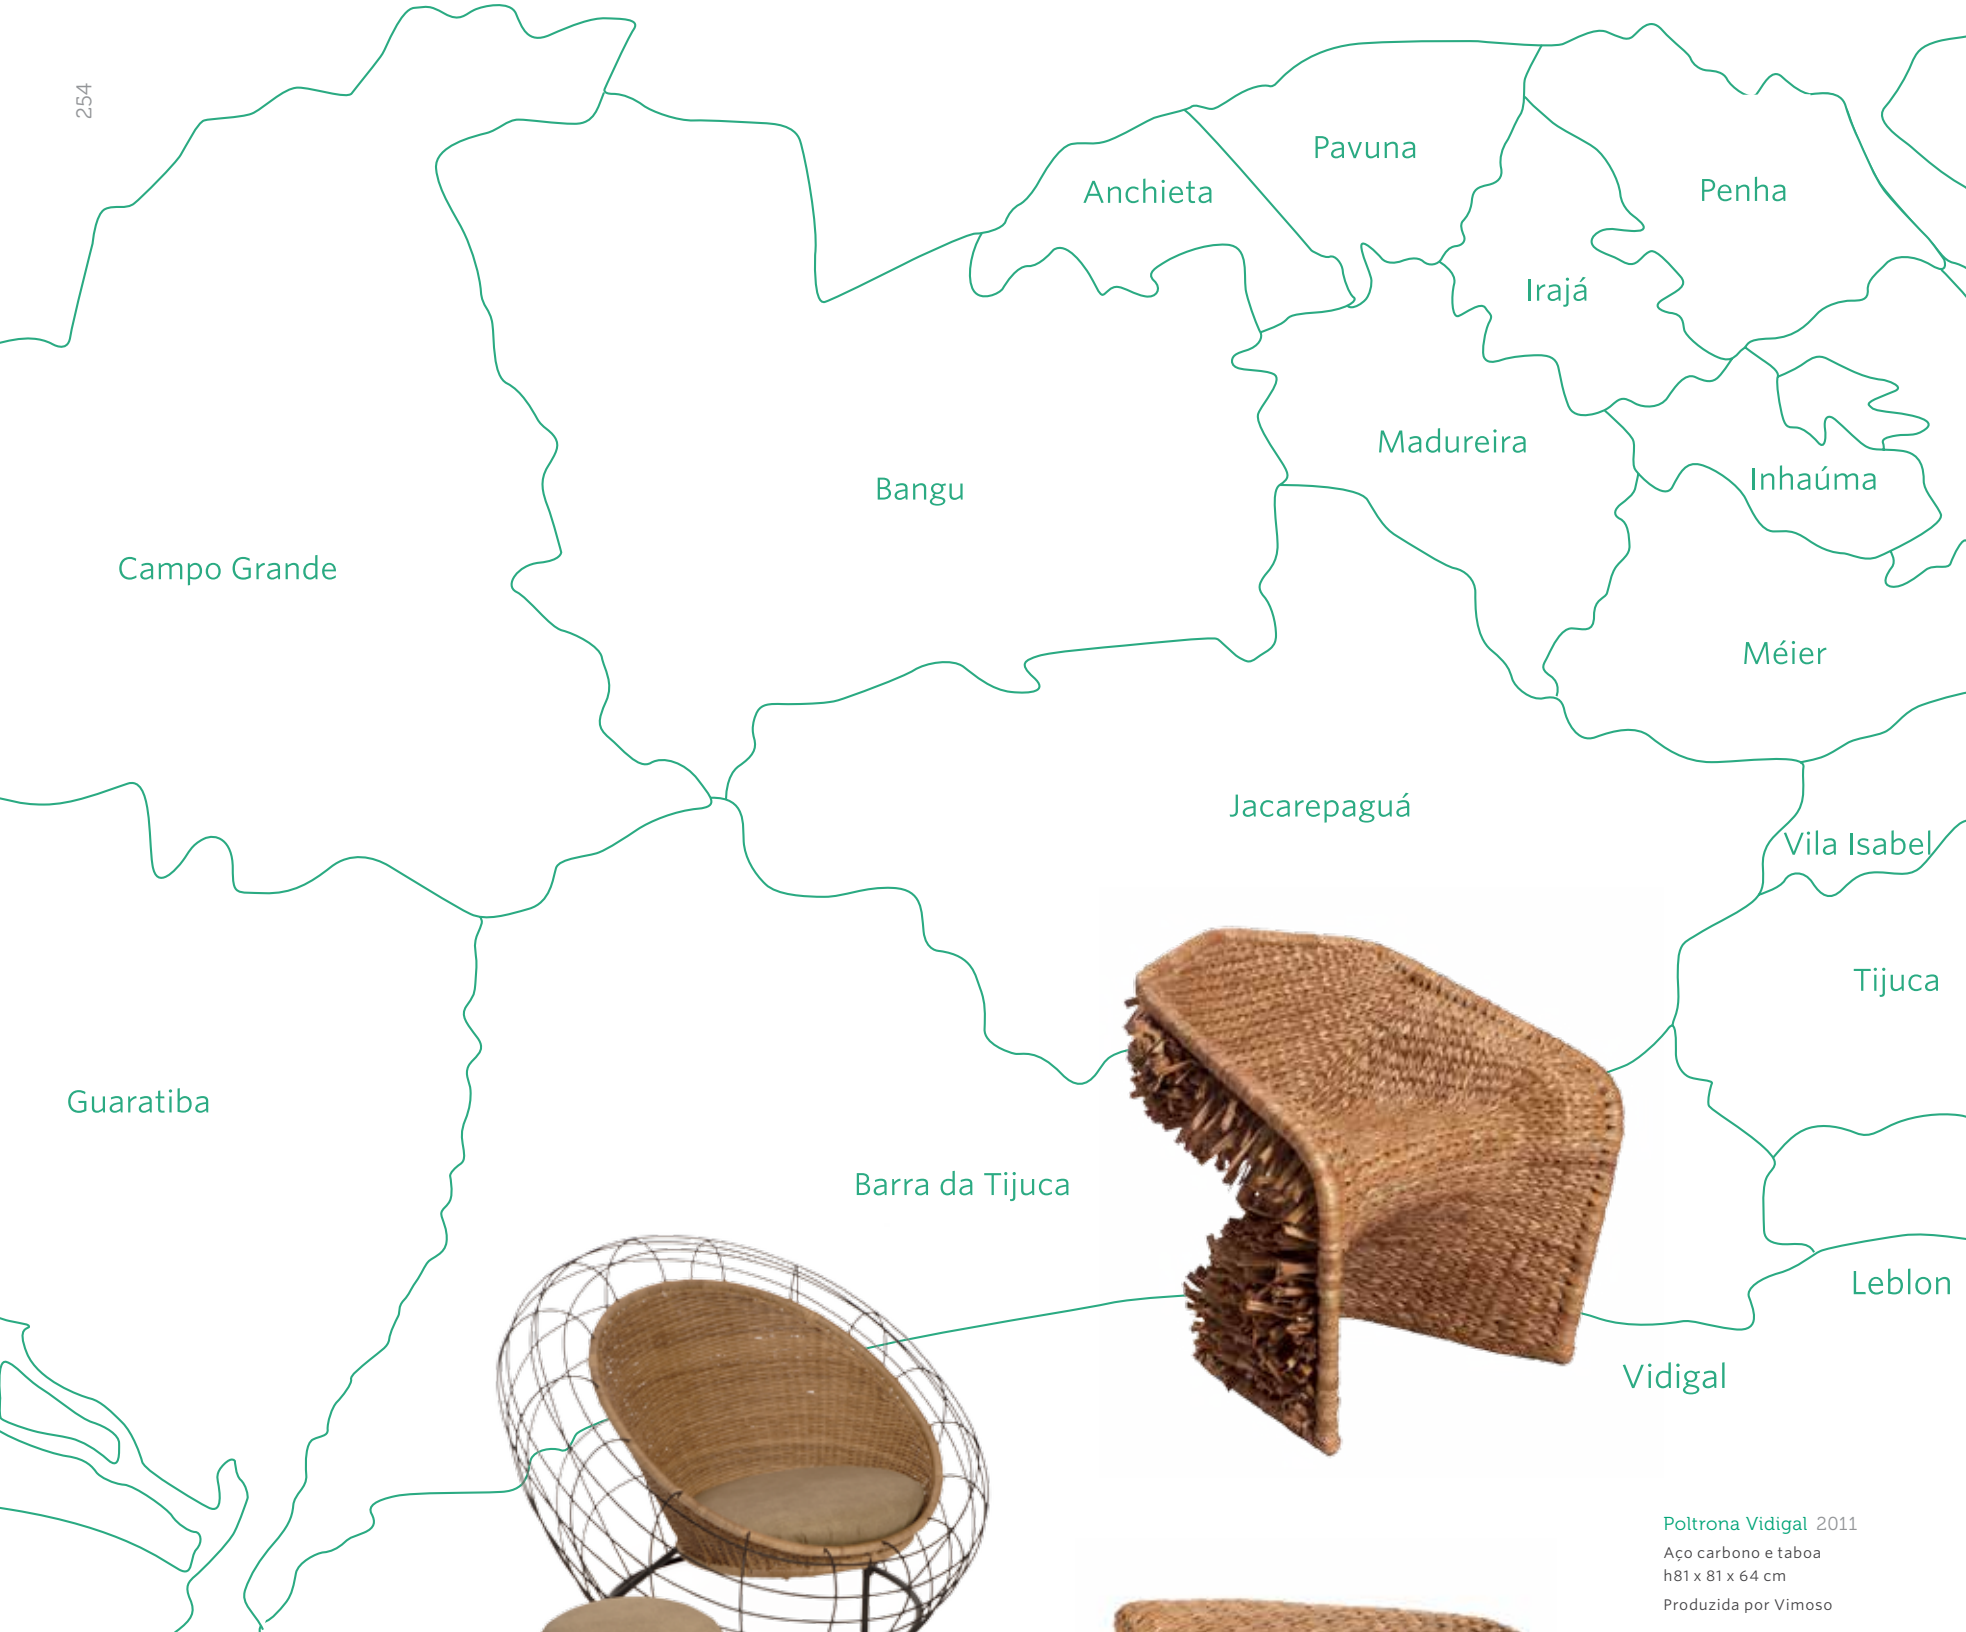 254
Pavuna
Anchieta
Penha
Irajá
Madureira
Inhaúma
Bangu
Campo Grande
Méier
Jacarepaguá
Vila Isabel
Tijuca
Guaratiba
Barra da Tijuca
Leblon
Vidigal
Poltrona Vidigal 2011
Aço carbono e taboa
h81 x 81 x 64 cm
Produzida por Vimoso